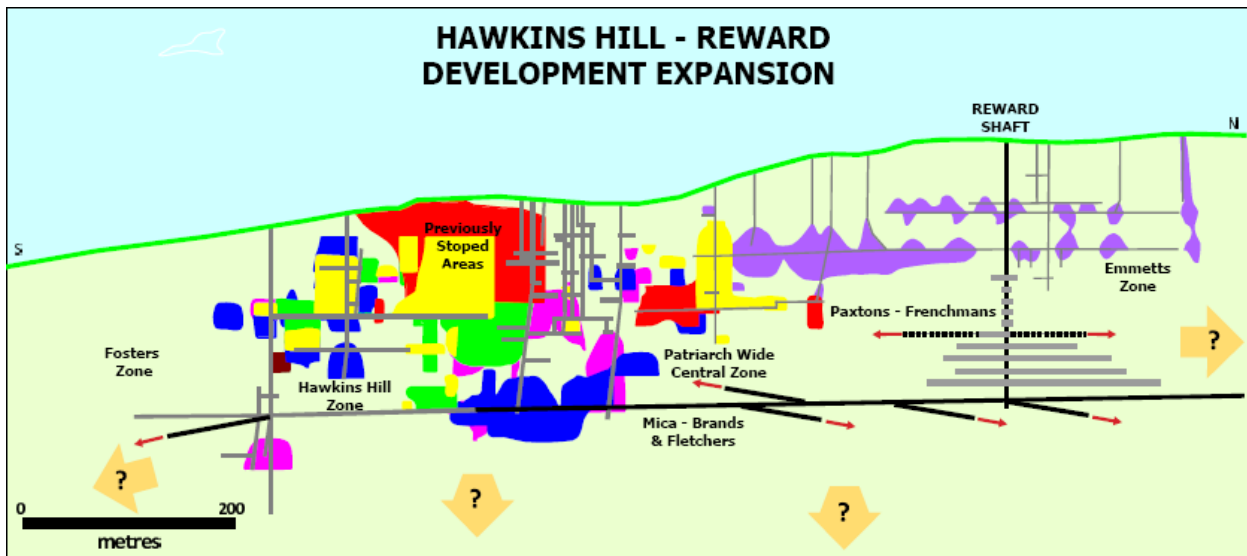 HAWKINS HILL - REWARD
DEVELOPMENT EXPANSION
REWARD
SHAFT
N
S
Previously
Stoped
Areas
Emmetts
Zone
Paxtons - Frenchmans
?
Fosters
Zone
Patriarch Wide
Central Zone
Hawkins Hill
Zone
Mica - Brands
& Fletchers
?
?
?
0 200
metres